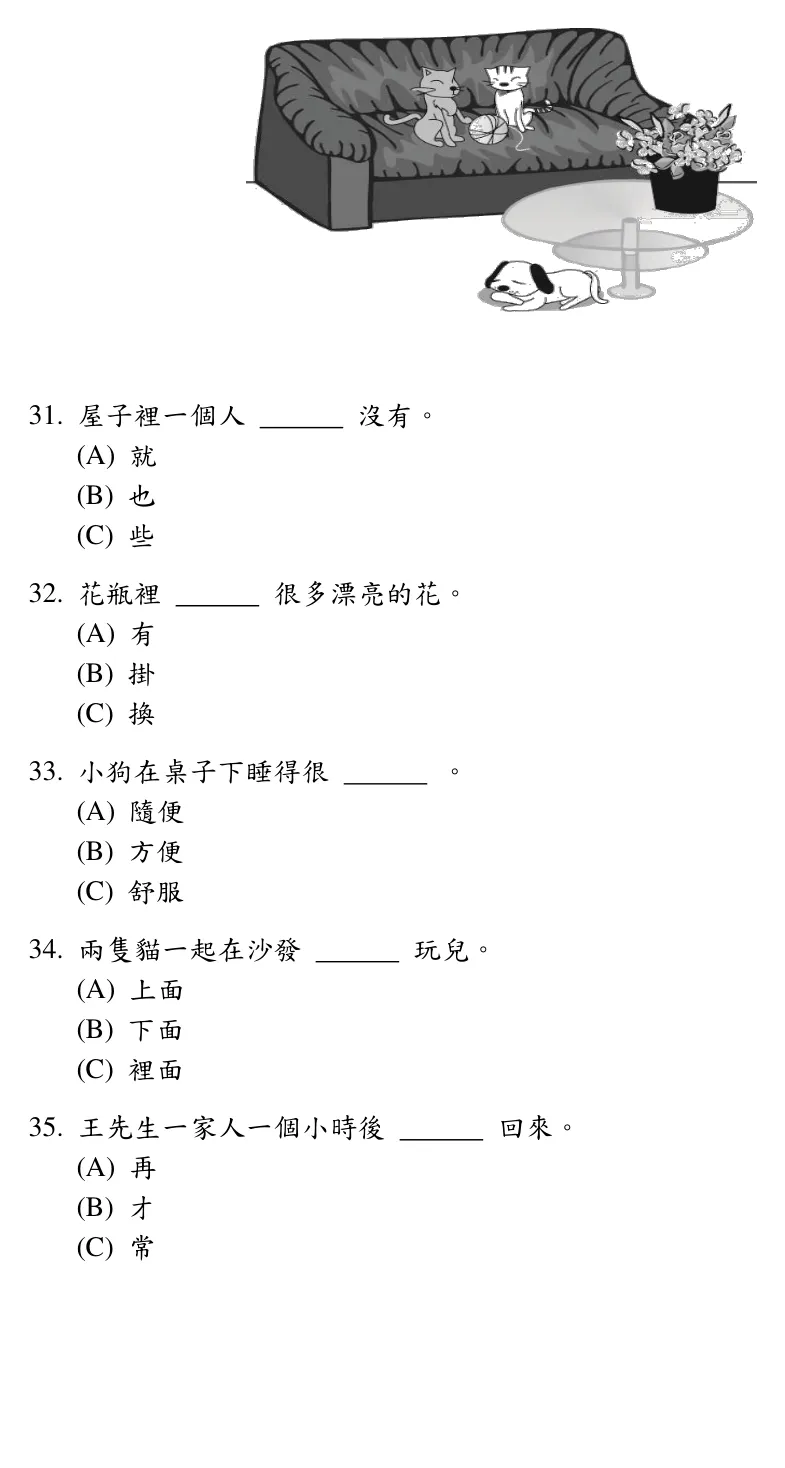 31. 屋子裡一個人 ______ 沒有。
(A) 就
(B) 也
(C) 些
32. 花瓶裡 ______ 很多漂亮的花。
(A) 有
(B) 掛
(C) 換
33. 小狗在桌子下睡得很 ______ 。
(A) 隨便
(B) 方便
(C) 舒服
34. 兩隻貓一起在沙發 ______ 玩兒。
(A) 上面
(B) 下面
(C) 裡面
35. 王先生一家人一個小時後 ______ 回來。
(A) 再
(B) 才
(C) 常